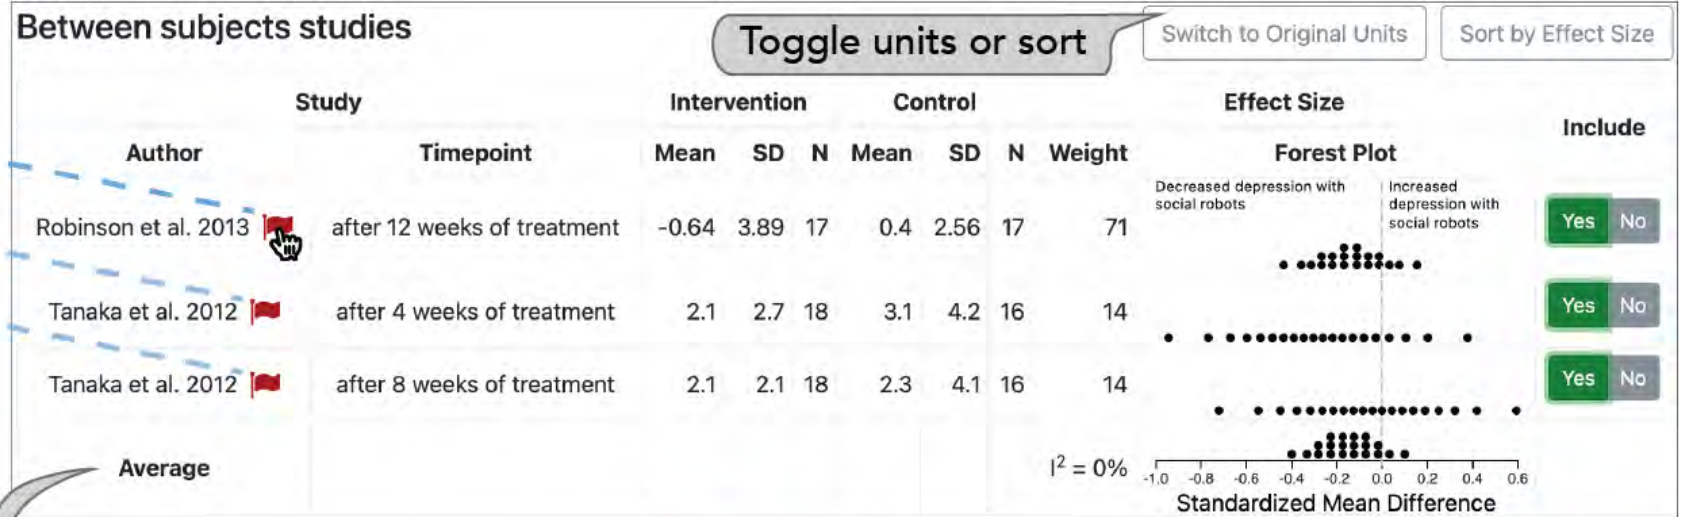 Between subjects studies
Toggle units or sort
Switch to Original Units
Sort by Effect Size
Study Intervention Control Effect Size
Include
Author Timepoint Mean SD N Mean SD N Weight Forest Plot
Decreased depression with
social robots
Increased
depression with
social robots
Robinson et al. 2013 after 12 weeks of treatment -0.64 3.89 17 0.4 2.56 17 71 Yes No
Tanaka et al. 2012 after 4 weeks of treatment 2.1 2.7 18 3.1 4.2 16 14 Yes No
Tanaka et al. 2012 after 8 weeks of treatment 2.1 2.1 18 2.3 4.1 16 14 Yes No
Average I² = 0%
-1.0 -0.8 -0.6 -0.4 -0.2 0.0 0.2 0.4 0.6
Standardized Mean Difference